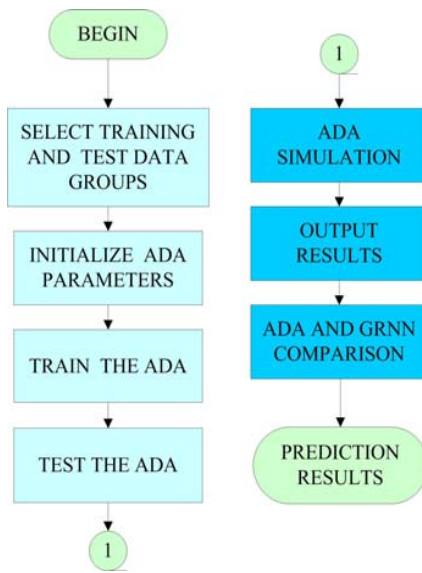 BEGIN
SELECT TRAINING
AND TEST DATA
GROUPS
INITIALIZE ADA
PARAMETERS
TRAIN THE ADA
TEST THE ADA
1
1
ADA
SIMULATION
OUTPUT
RESULTS
ADA AND GRNN
COMPARISON
PREDICTION
RESULTS